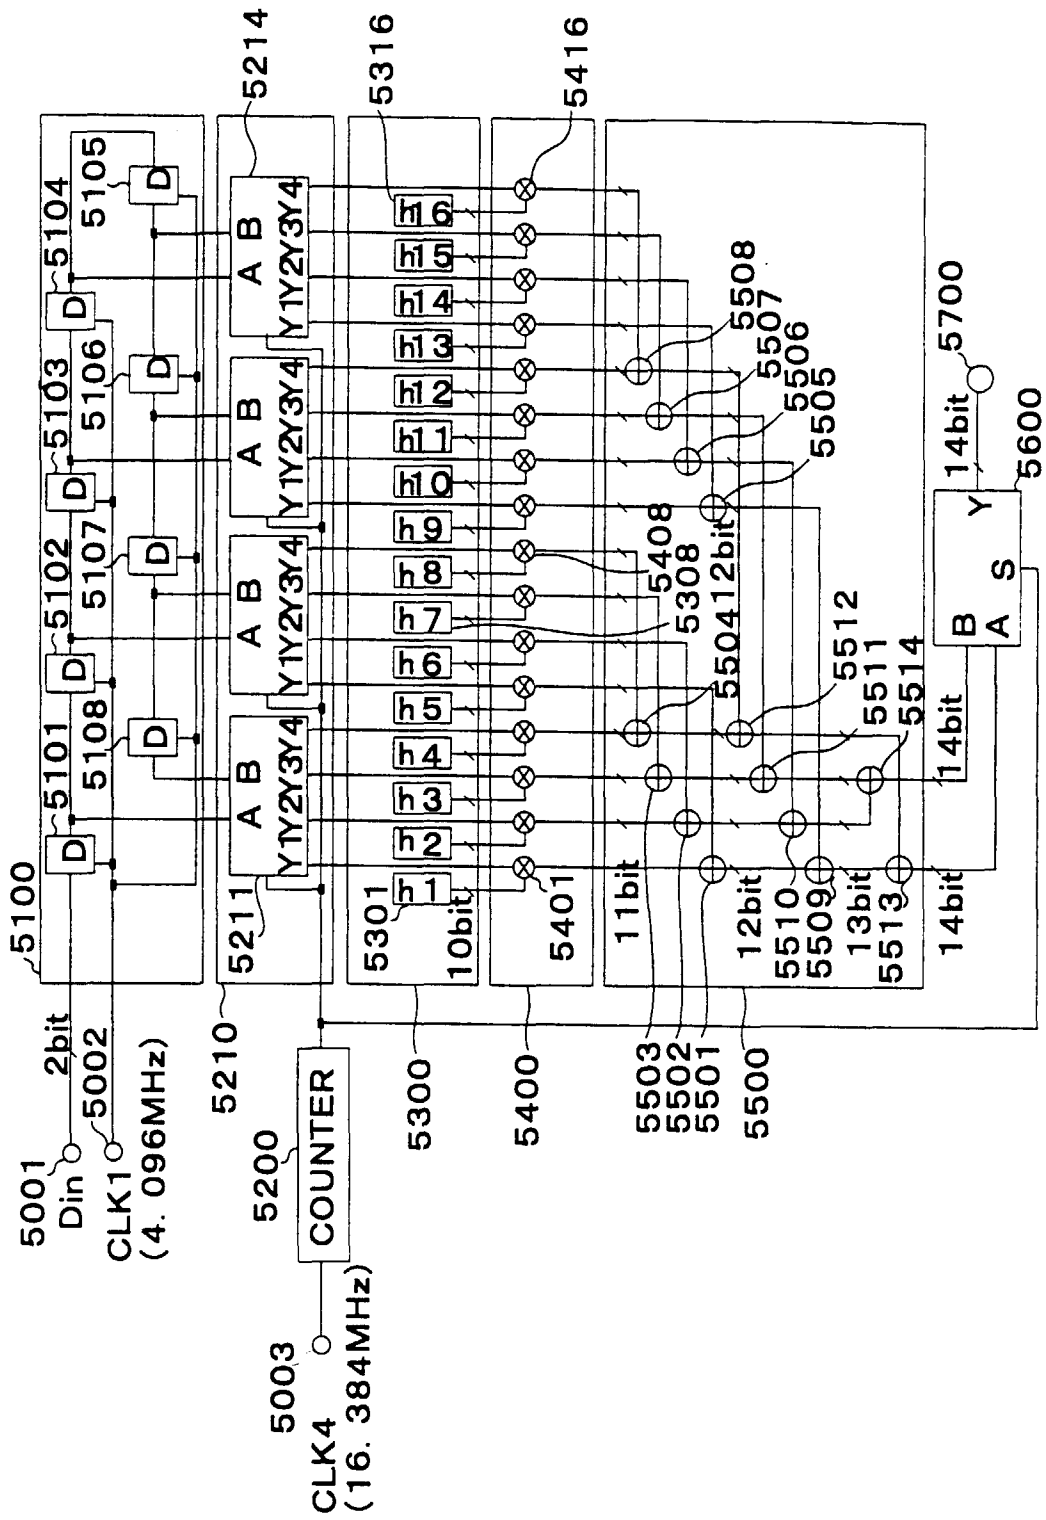 5100
5101
5102
5103
5104
5108
5107
5106
5105
D
D
D
D
D
D
D
D
5001
Din
2bit
5002
CLK1
(4. 096MHz)
5210
5211
5214
A B
Y1Y2Y3Y4
A B
Y1Y2Y3Y4
A B
Y1Y2Y3Y4
A B
Y1Y2Y3Y4
5200
COUNTER
5003
CLK4
(16. 384MHz)
5300
5301
5308
5316
h1
h2
h3
h4
h5
h6
h7
h8
h9
h10
h11
h12
h13
h14
h15
h16
10bit
5400
5401
5408
5416
11bit
5503
5502
5501
5500
5504
12bit
5508
5507
5506
5505
5512
5511
5514
12bit
5510
5509
13bit
5513
14bit
14bit
B
A
Y
S
5600
14bit
5700